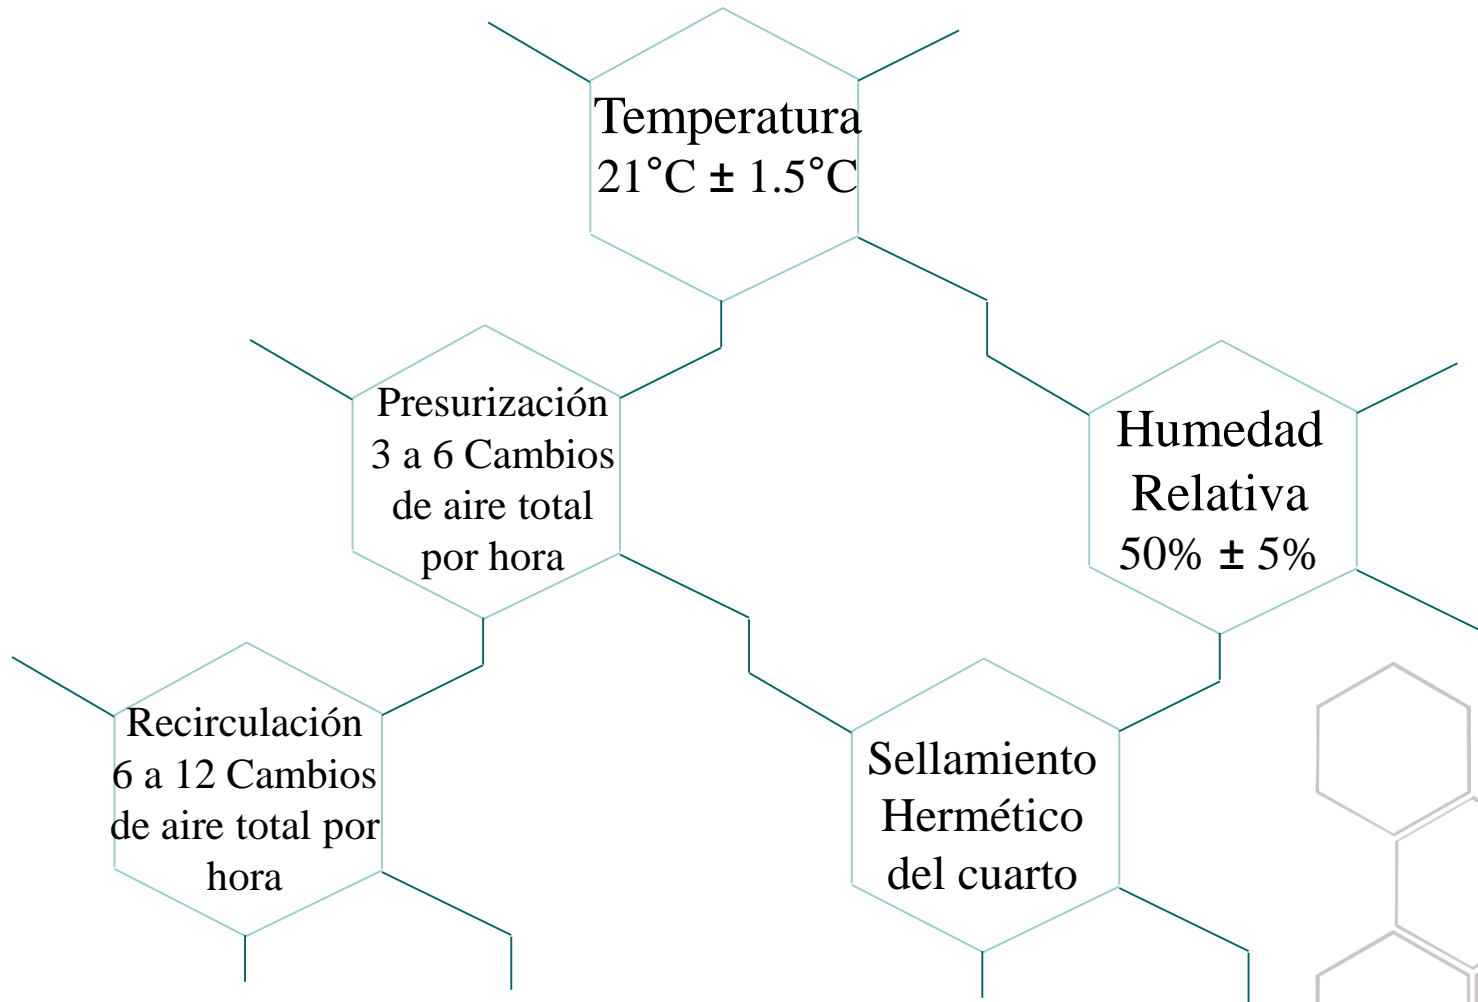 Temperatura
21°C ± 1.5°C
Presurización
3 a 6 Cambios
de aire total
por hora
Humedad
Relativa
50% ± 5%
Recirculación
6 a 12 Cambios
de aire total por
hora
Sellamiento
Hermético
del cuarto